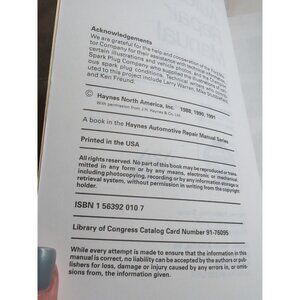 Acknowledgements
We are grateful for the help and cooperation of the
for Company for their assistance with
certain illustrations and vehicle photos, and the
Spark Plug Company who supplied the illustrations of
ous spark plug conditions. Technical writers who
ted to this project include Larry Warren, Mike Stubblefield
and Ken Freund.
© Haynes North America, Inc. 1988, 1990, 1991
With permission from J.H. Haynes & Co. Ltd.
A book in the Haynes Automotive Repair Manual Series
Printed in the USA
All rights reserved. No part of this book may be reproduced or trans-
mitted in any form or by any means, electronic or mechanical,
including photocopying, recording or by any information storage or
retrieval system, without permission in writing from the copyright
holder.
ISBN 1 56392 010 7
Library of Congress Catalog Card Number 91-76095
While every attempt is made to ensure that the information in this
manual is correct, no liability can be accepted by the authors or pub-
lishers for loss, damage or injury caused by any errors in, or omis-
sions from, the information given.